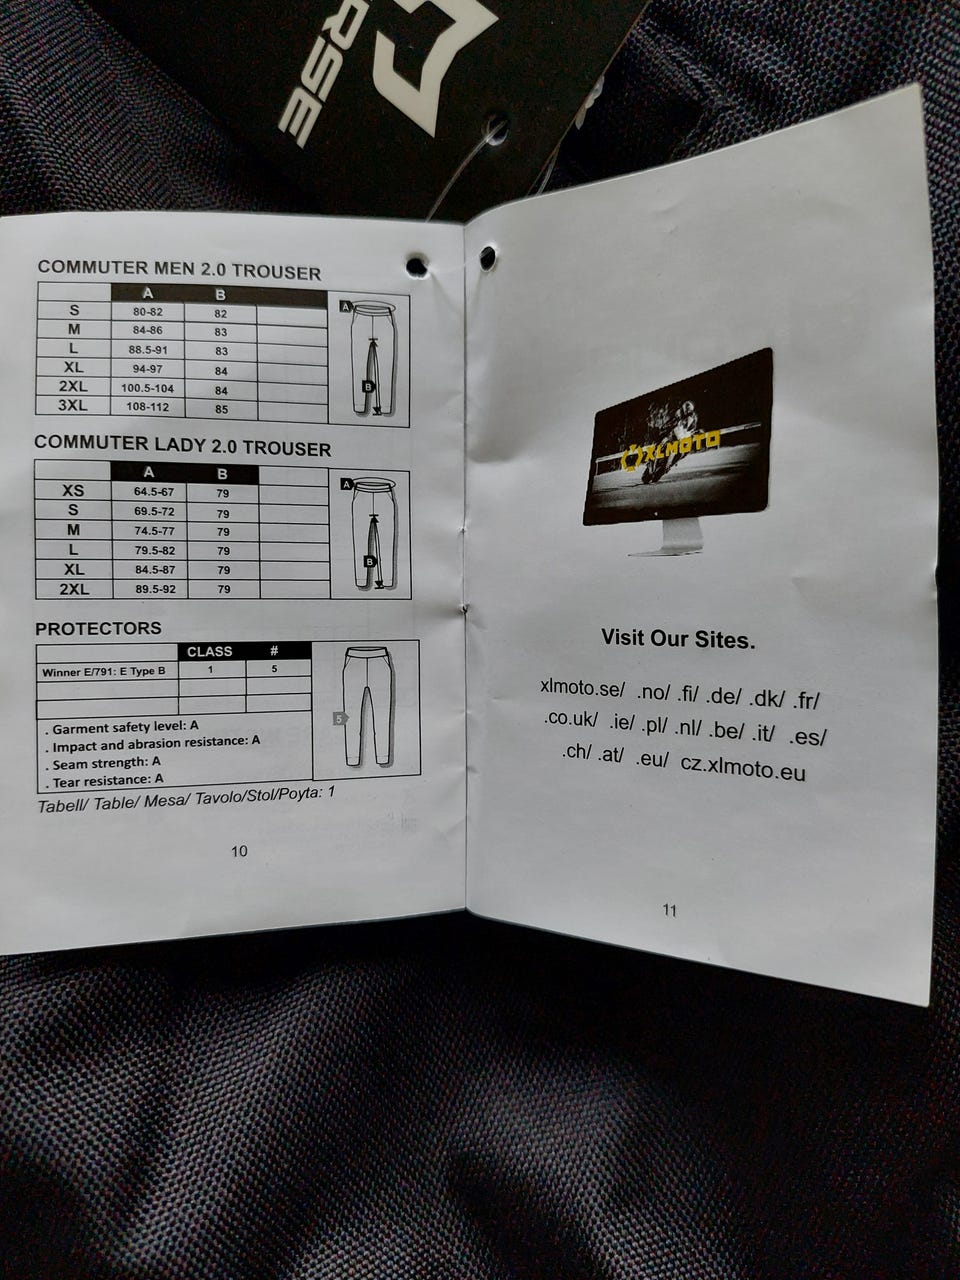 RSE
COMMUTER MEN 2.0 TROUSER
A B
S 80-82 82
M 84-86 83
L 88.5-91 83
XL 94-97 84
2XL 100.5-104 84
3XL 108-112 85
A
B
COMMUTER LADY 2.0 TROUSER
A B
XS 64.5-67 79
S 69.5-72 79
M 74.5-77 79
L 79.5-82 79
XL 84.5-87 79
2XL 89.5-92 79
A
B
PROTECTORS
CLASS #
Winner E/791: E Type B 1 5
. Garment safety level: A
. Impact and abrasion resistance: A
. Seam strength: A
. Tear resistance: A
5
Tabell/ Table/ Mesa/ Tavolo/Stol/Poyta: 1
10
XLMOTO
Visit Our Sites.
xlmoto.se/ .no/ .fi/ .de/ .dk/ .fr/
.co.uk/ .ie/ .pl/ .nl/ .be/ .it/ .es/
.ch/ .at/ .eu/ cz.xlmoto.eu
11